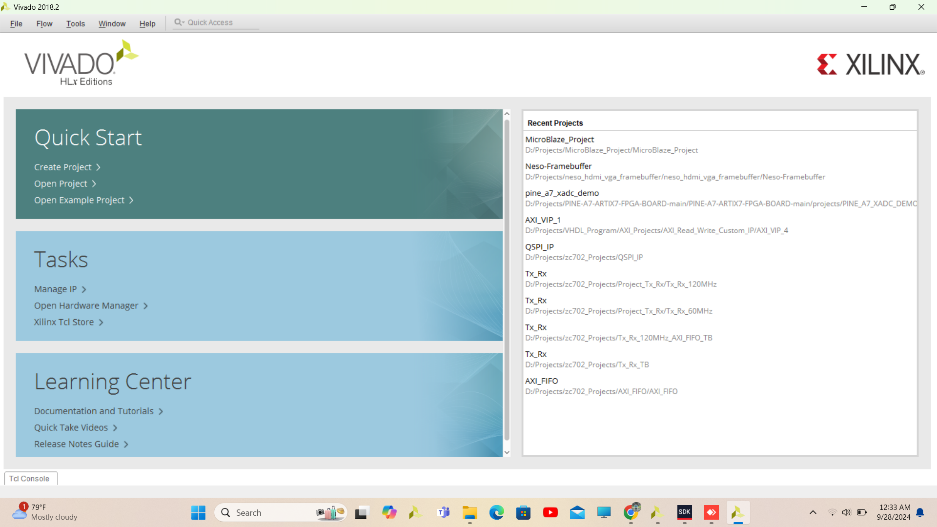 Vivado 2018.2
File Flow Tools Window Help Quick Access
VIVADO
HLx Editions
XILINX
Quick Start
Create Project >
Open Project >
Open Example Project >
Tasks
Manage IP >
Open Hardware Manager >
Xilinx Tcl Store >
Learning Center
Documentation and Tutorials >
Quick Take Videos >
Release Notes Guide >
Recent Projects
MicroBlaze_Project
D:/Projects/MicroBlaze_Project/MicroBlaze_Project
Neso-Framebuffer
D:/Projects/neso_hdmi_vga_framebuffer/neso_hdmi_vga_framebuffer/Neso-Framebuffer
pine_a7_xadc_demo
D:/Projects/PINE-A7-ARTIX7-FPGA-BOARD-main/PINE-A7-ARTIX7-FPGA-BOARD-main/projects/PINE_A7_XADC_DEMO
AXI_VIP_1
D:/Projects/VHDL_Program/AXI_Projects/AXI_Read_Write_Custom_IP/AXI_VIP_4
QSPI_IP
D:/Projects/zc702_Projects/QSPI_IP
Tx_Rx
D:/Projects/zc702_Projects/Project_Tx_Rx/Tx_Rx_120MHz
Tx_Rx
D:/Projects/zc702_Projects/Project_Tx_Rx/Tx_Rx_60MHz
Tx_Rx
D:/Projects/zc702_Projects/Tx_Rx_120MHz_AXI_FIFO_TB
Tx_Rx
D:/Projects/zc702_Projects/Tx_Rx_TB
AXI_FIFO
D:/Projects/zc702_Projects/AXI_FIFO/AXI_FIFO
Tcl Console
1
79°F
Mostly cloudy
Search
SDK
12:33 AM
9/28/2024